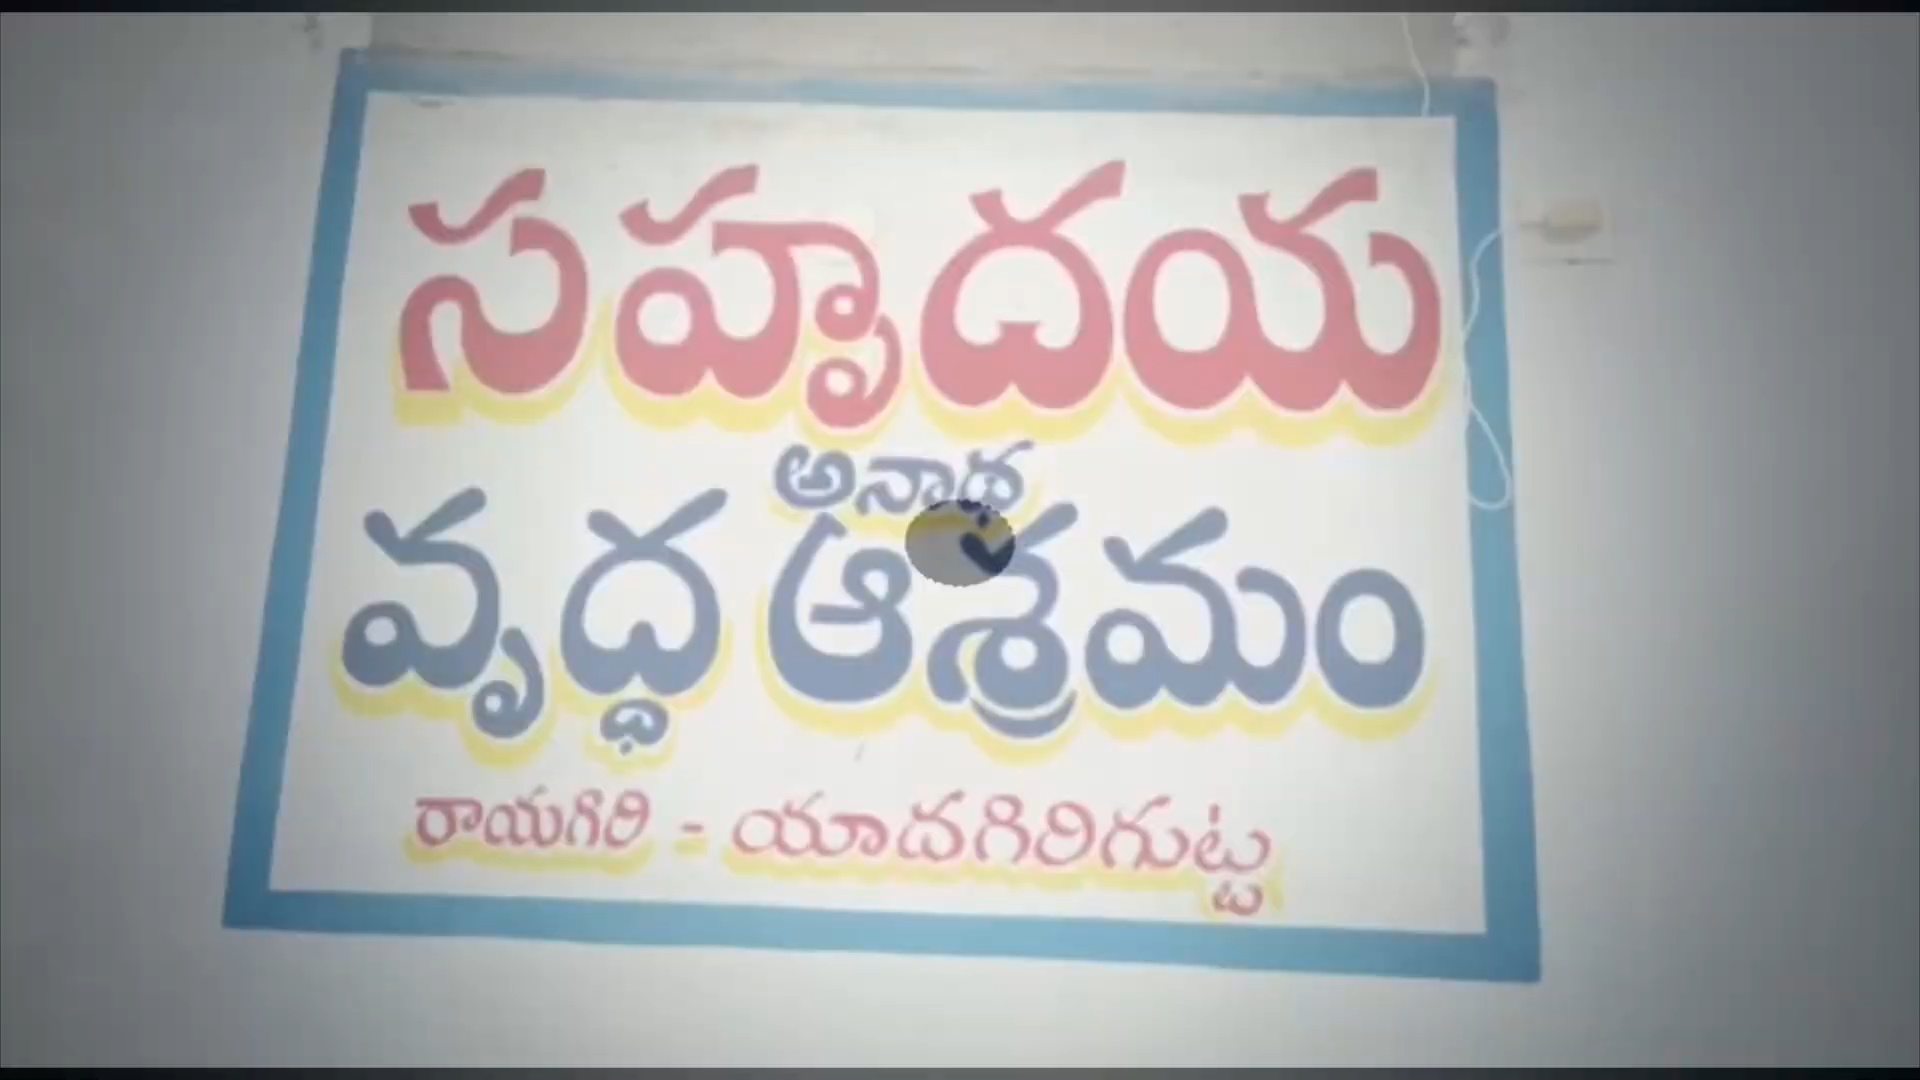 సహృదయ
అనాథ
వృద్ధ ఆశ్రమం
రాయగిరి - యాదగిరిగుట్ట